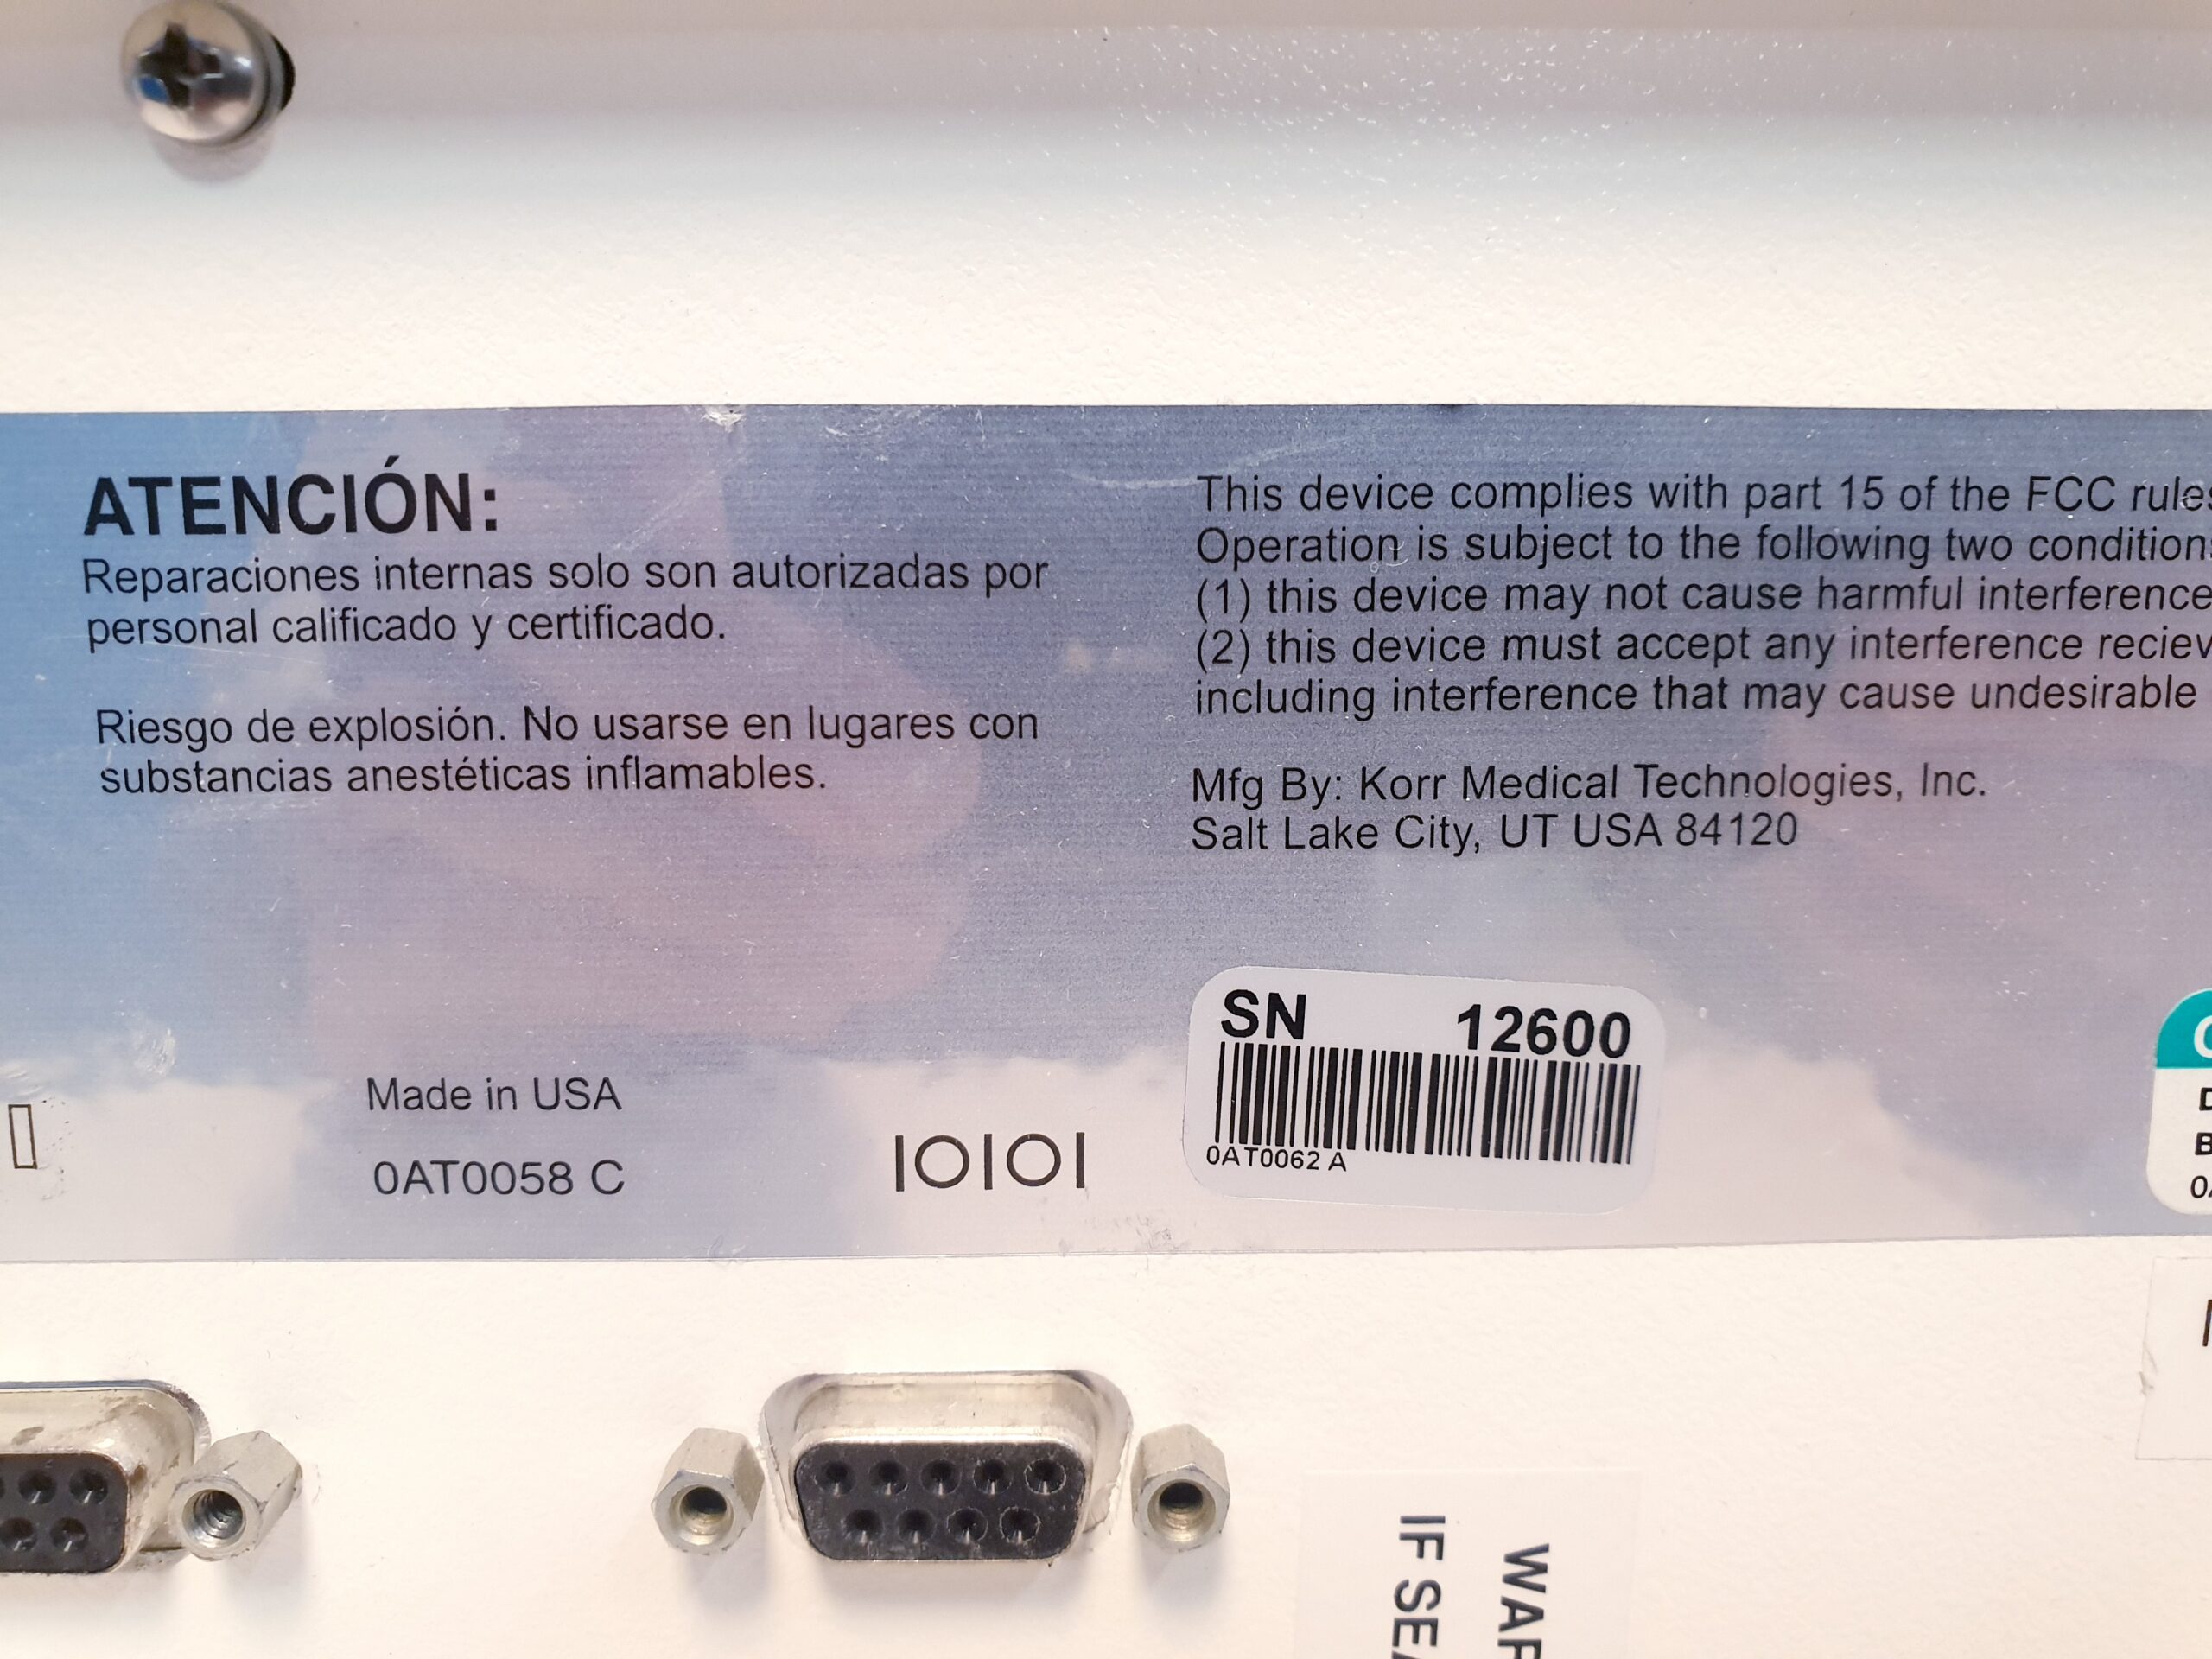 ATENCIÓN:
Reparaciones internas solo son autorizadas por
personal calificado y certificado.
Riesgo de explosión. No usarse en lugares con
substancias anestéticas inflamables.
Made in USA
0AT0058 C
IOIOI
This device complies with part 15 of the FCC
Operation is subject to the following two
(1) this device may not cause harmful interference
(2) this device must accept any interference
including interference that may cause undesirable
Mfg By: Korr Medical Technologies, Inc.
Salt Lake City, UT USA 84120
SN 12600
0AT0062 A
IF